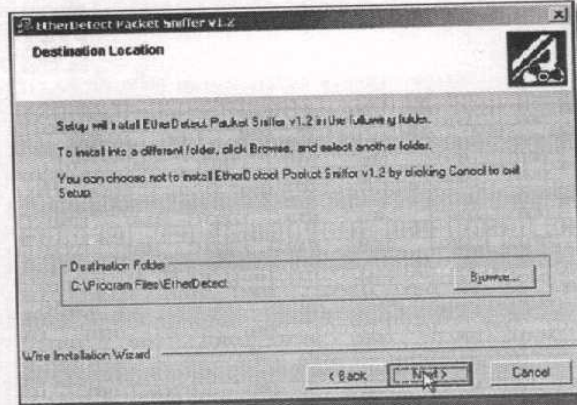 EtherDetect Packet Sniffer v1.2
Destination Location
Setup will install EtherDetect Packet Sniffer v1.2 in the following folder.
To install into a different folder, click Browse, and select another folder.
You can choose not to install EtherDetect Packet Sniffer v1.2 by clicking Cancel to exit
Setup.
Destination Folder
C:\Program Files\EtherDetect
Browse...
Wise Installation Wizard
< Back
Next >
Cancel